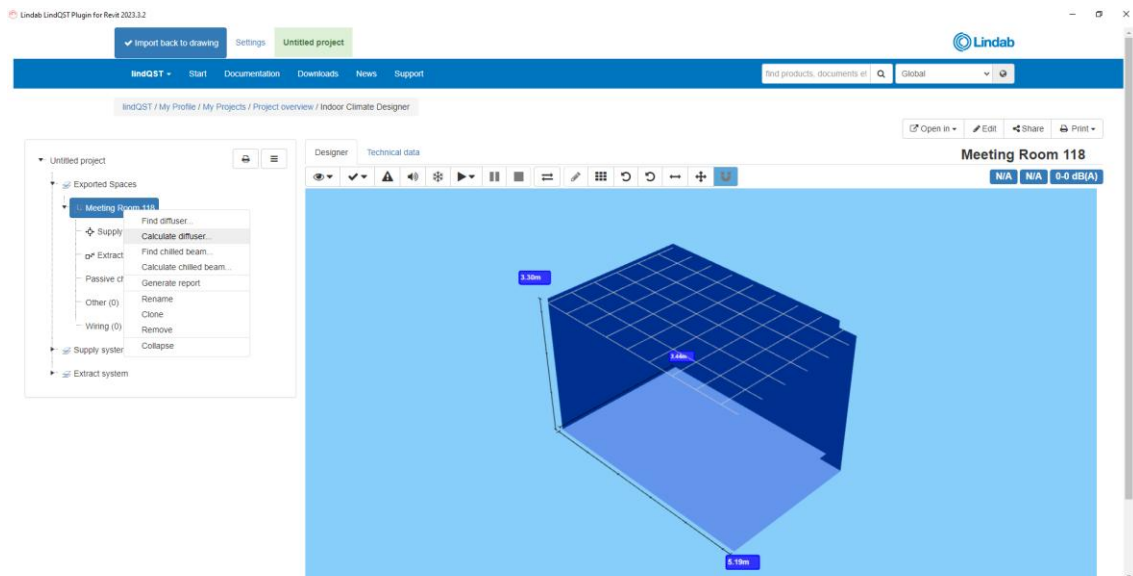 Lindab LindQST Plugin for Revit 2023.3.2
Import back to drawing Settings Untitled project
Lindab
lindQST Start Documentation Downloads News Support
find products, documents et
Global
lindQST / My Profile / My Projects / Project overview / Indoor Climate Designer
Open in Edit Share Print
Untitled project
Exported Spaces
Meeting Room 118
Supply
Extract
Passive ch
Other (0)
Wiring (0)
Supply system
Extract system
Find diffuser...
Calculate diffuser...
Find chilled beam...
Calculate chilled beam...
Generate report
Rename
Clone
Remove
Collapse
Designer Technical data
Meeting Room 118
N/A N/A 0-0 dB(A)
3.30m
3.44m
5.19m